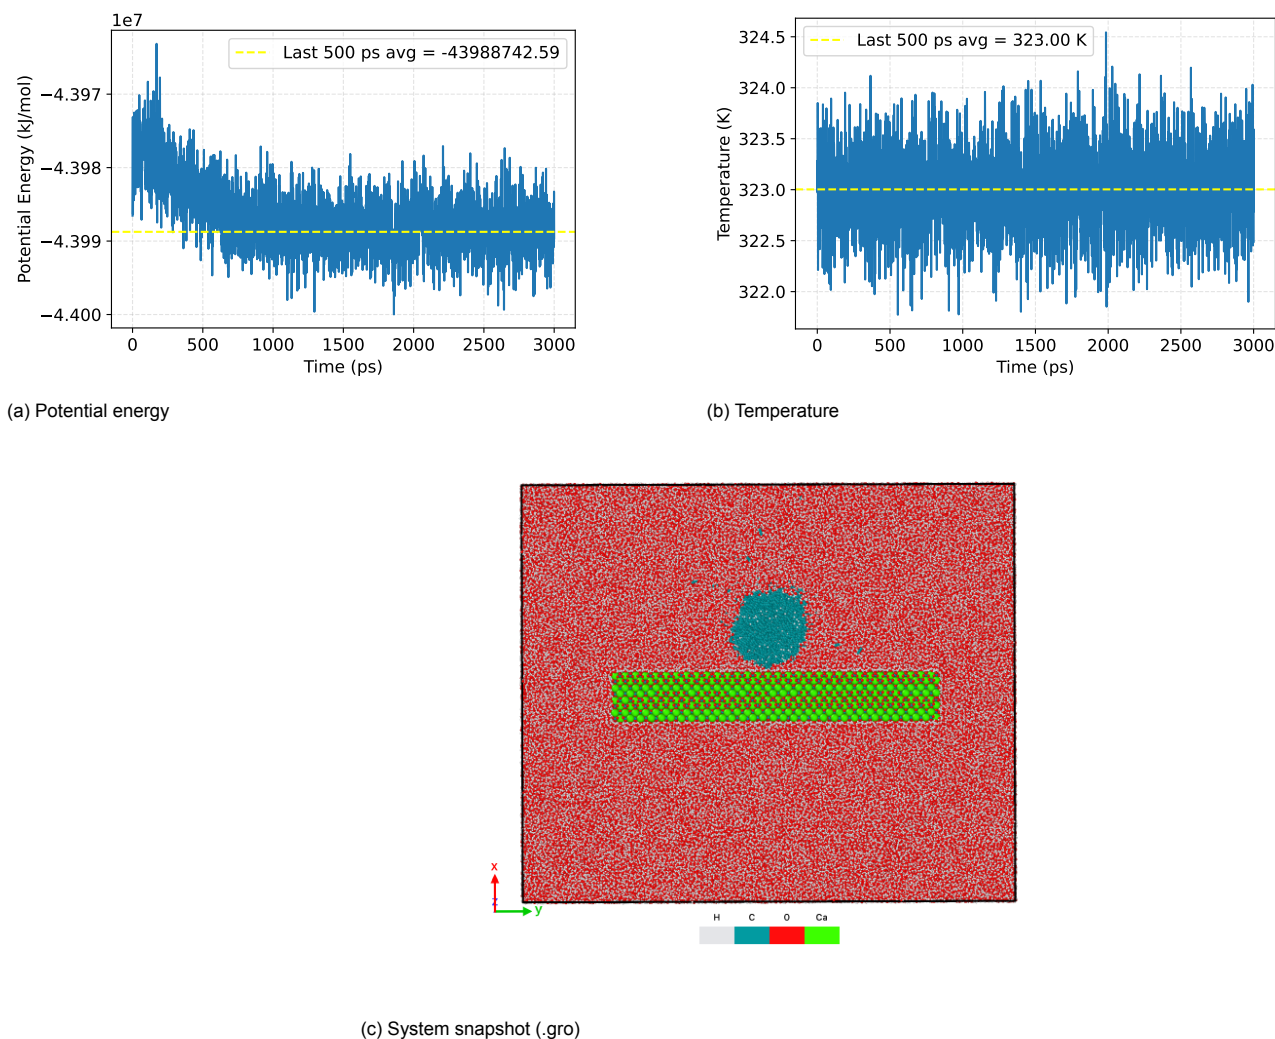 1e7
Last 500 ps avg = -43988742.59
−4.397
−4.398
−4.399
−4.400
Potential Energy (kJ/mol)
0 500 1000 1500 2000 2500 3000
Time (ps)
(a) Potential energy
Last 500 ps avg = 323.00 K
324.5
324.0
323.5
323.0
322.5
322.0
Temperature (K)
0 500 1000 1500 2000 2500 3000
Time (ps)
(b) Temperature
x
z
y
H C O Ca
(c) System snapshot (.gro)